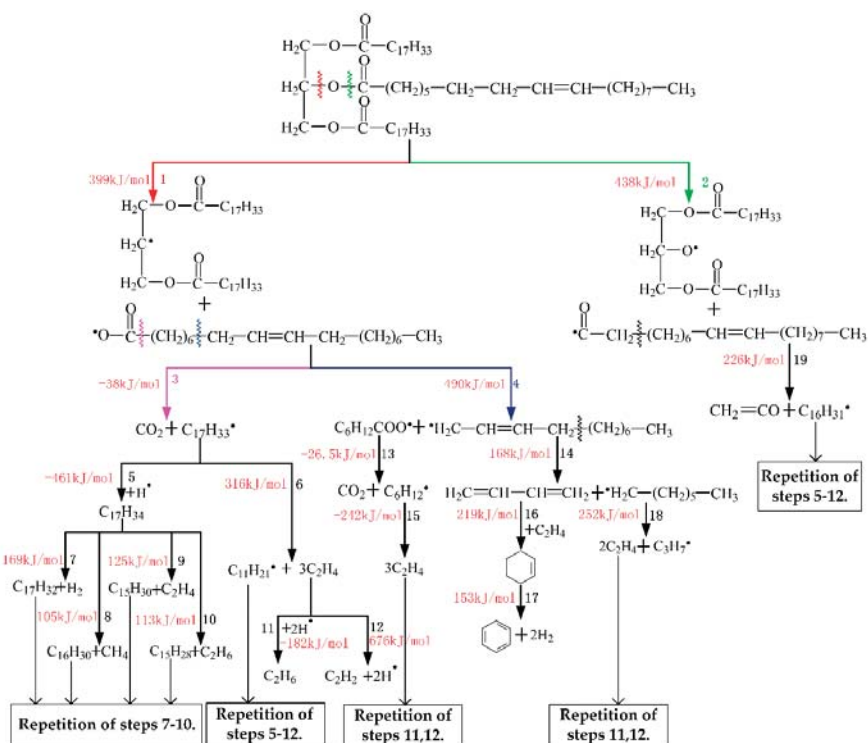 O
H₂C—O—C—C₁₇H₃₃
O
H₂C—O—C—(CH₂)₅—CH₂—CH₂—CH=CH—(CH₂)₇—CH₃
O
H₂C—O—C—C₁₇H₃₃
399kJ/mol 1
438kJ/mol 2
O
H₂C—O—C—C₁₇H₃₃
H₂C•
O
H₂C—O—C—C₁₇H₃₃
+
O
•O—C—(CH₂)₆—CH₂—CH=CH—CH₂—(CH₂)₆—CH₃
O
H₂C—O—C—C₁₇H₃₃
H₂C—O•
O
H₂C—O—C—C₁₇H₃₃
+
O
•C—CH₂—(CH₂)₆—CH=CH—(CH₂)₇—CH₃
-38kJ/mol 3
490kJ/mol 4
226kJ/mol 19
CO₂+C₁₇H₃₃•
C₆H₁₂COO• + •H₂C—CH=CH—CH₂—(CH₂)₆—CH₃
CH₂=CO+C₁₆H₃₁•
-461kJ/mol 5
+H•
316kJ/mol 6
-26.5kJ/mol 13
168kJ/mol 14
C₁₇H₃₄
CO₂+C₆H₁₂•
H₂C=CH—CH=CH₂ +•H₂C—(CH₂)₅—CH₃
Repetition of
steps 5-12.
169kJ/mol 7
125kJ/mol 9
-242kJ/mol 15
219kJ/mol 16
+C₂H₄
252kJ/mol 18
C₁₇H₃₂+H₂
C₁₅H₃₀+C₂H₄
C₁₁H₂₁• + 3C₂H₄
3C₂H₄
2C₂H₄+C₃H₇•
105kJ/mol 8
113kJ/mol 10
11 +2H•
-182kJ/mol
12
676kJ/mol
153kJ/mol 17
C₁₆H₃₀+CH₄
C₁₅H₂₈+C₂H₆
C₂H₆
C₂H₂ +2H•
+2H₂
Repetition of steps 7-10.
Repetition of
steps 5-12.
Repetition of
steps 11,12.
Repetition of
steps 11,12.